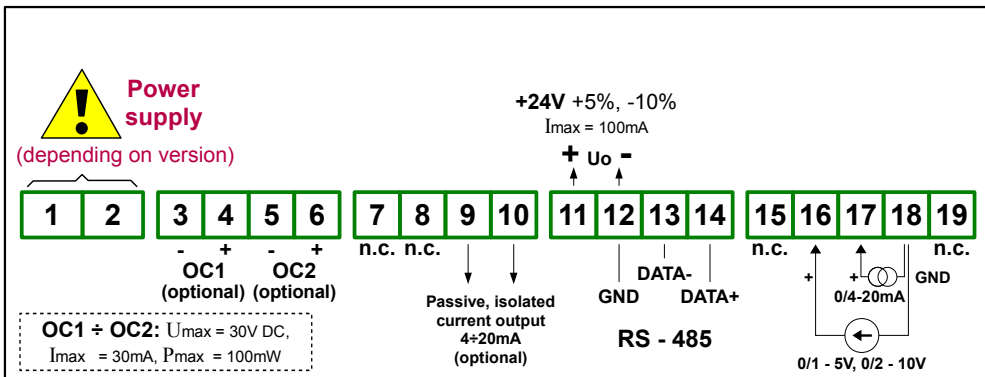 Power
supply
(depending on version)
+24V +5%, -10%
Imax = 100mA
+ Uo -
1 2 3 4 5 6 7 8 9 10 11 12 13 14 15 16 17 18 19
- + - +
OC1 OC2
(optional) (optional)
n.c. n.c.
Passive, isolated
current output
4÷20mA
(optional)
DATA-
GND DATA+
RS - 485
n.c. n.c.
+ + GND
0/4-20mA
0/1 - 5V, 0/2 - 10V
OC1 ÷ OC2: Umax = 30V DC,
Imax = 30mA, Pmax = 100mW